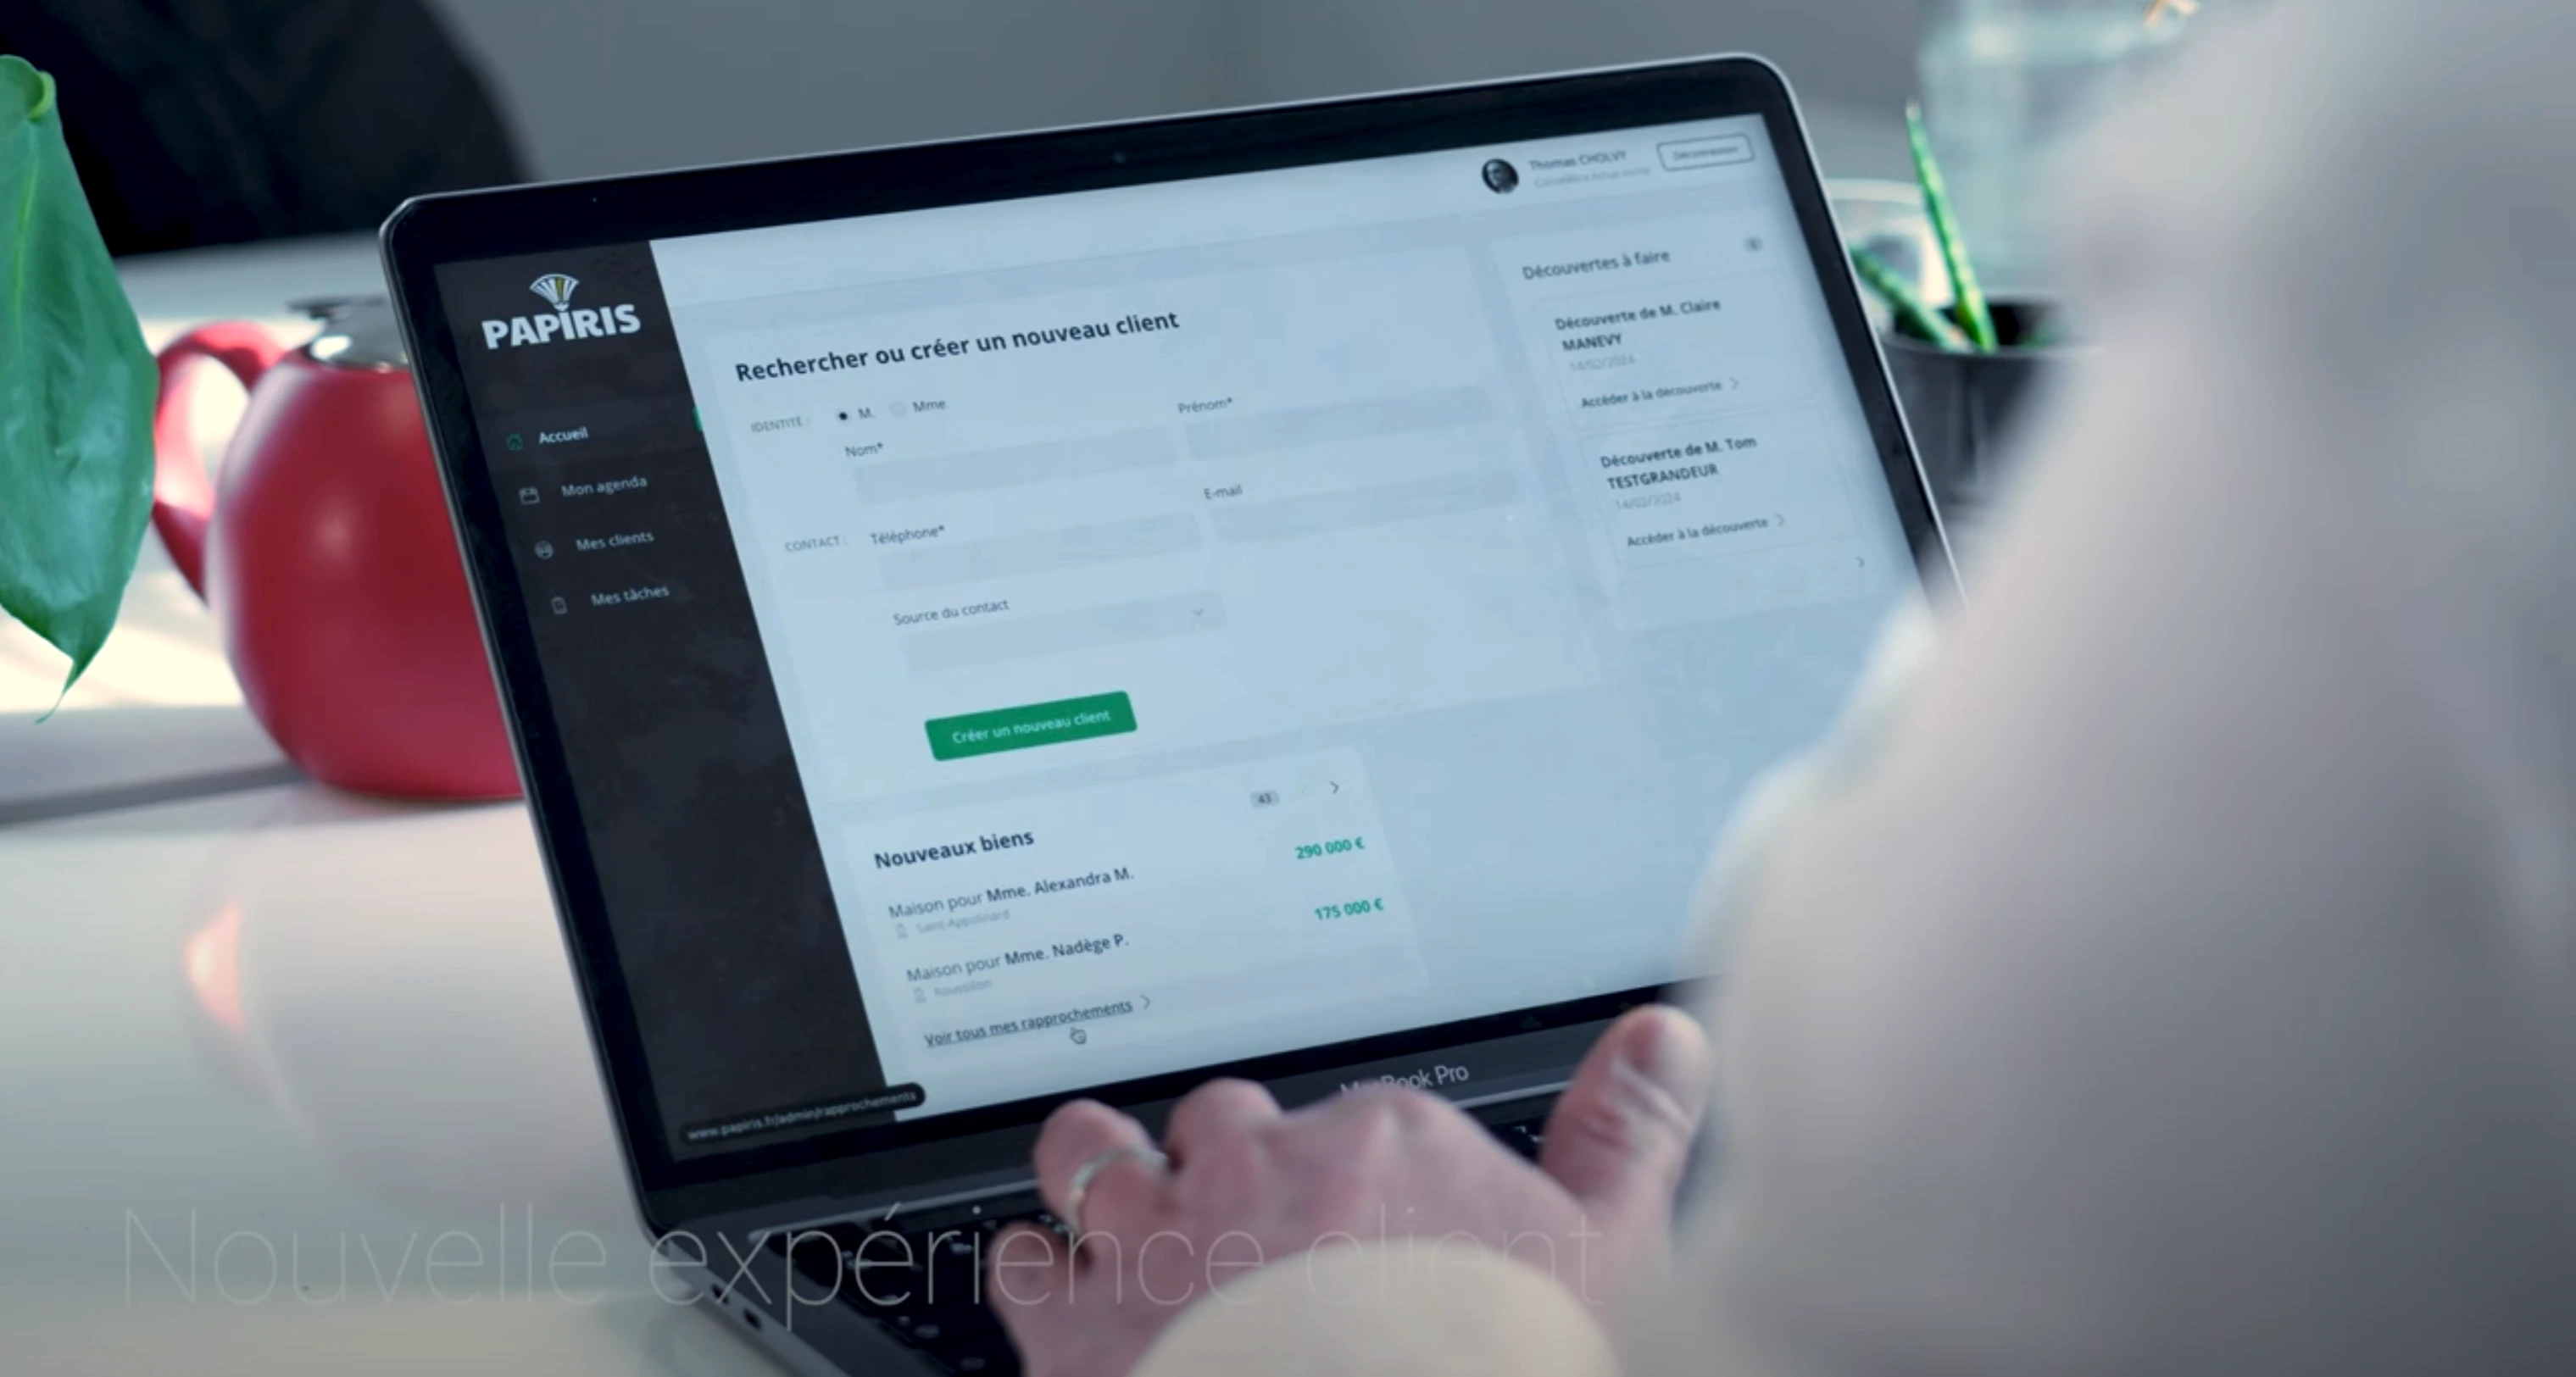 PAPIRIS
Accueil
Mon agenda
Mes clients
Mes tâches
Thomas CHOLVY
Déconnexion
Rechercher ou créer un nouveau client
IDENTITÉ :
M.
Mme.
Nom*
Prénom*
CONTACT :
Téléphone*
E-mail
Source du contact
Créer un nouveau client
Découvertes à faire
Découverte de M. Claire
MANEVY
14/02/2024
Accéder à la découverte
Découverte de M. Tom
TESTGRANDEUR
14/02/2024
Accéder à la découverte
Nouveaux biens
43
Maison pour Mme. Alexandra M.
290 000 €
Saint-Appolinard
Maison pour Mme. Nadège P.
175 000 €
Roussillon
Voir tous mes rapprochements
www.papiris.fr/admin/rapprochements
MacBook Pro
Nouvelle expérience client